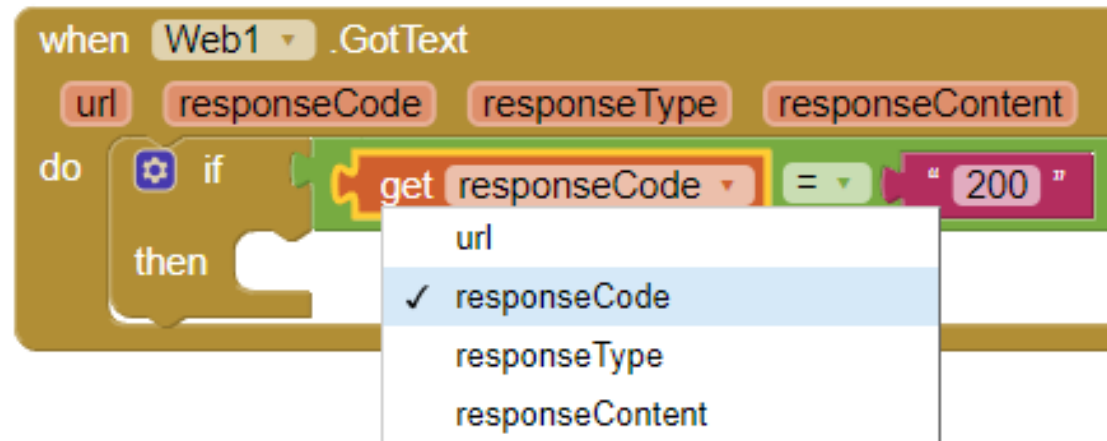 when Web1 .GotText
url responseCode responseType responseContent
do if get responseCode = " 200 "
then
url
✓ responseCode
responseType
responseContent